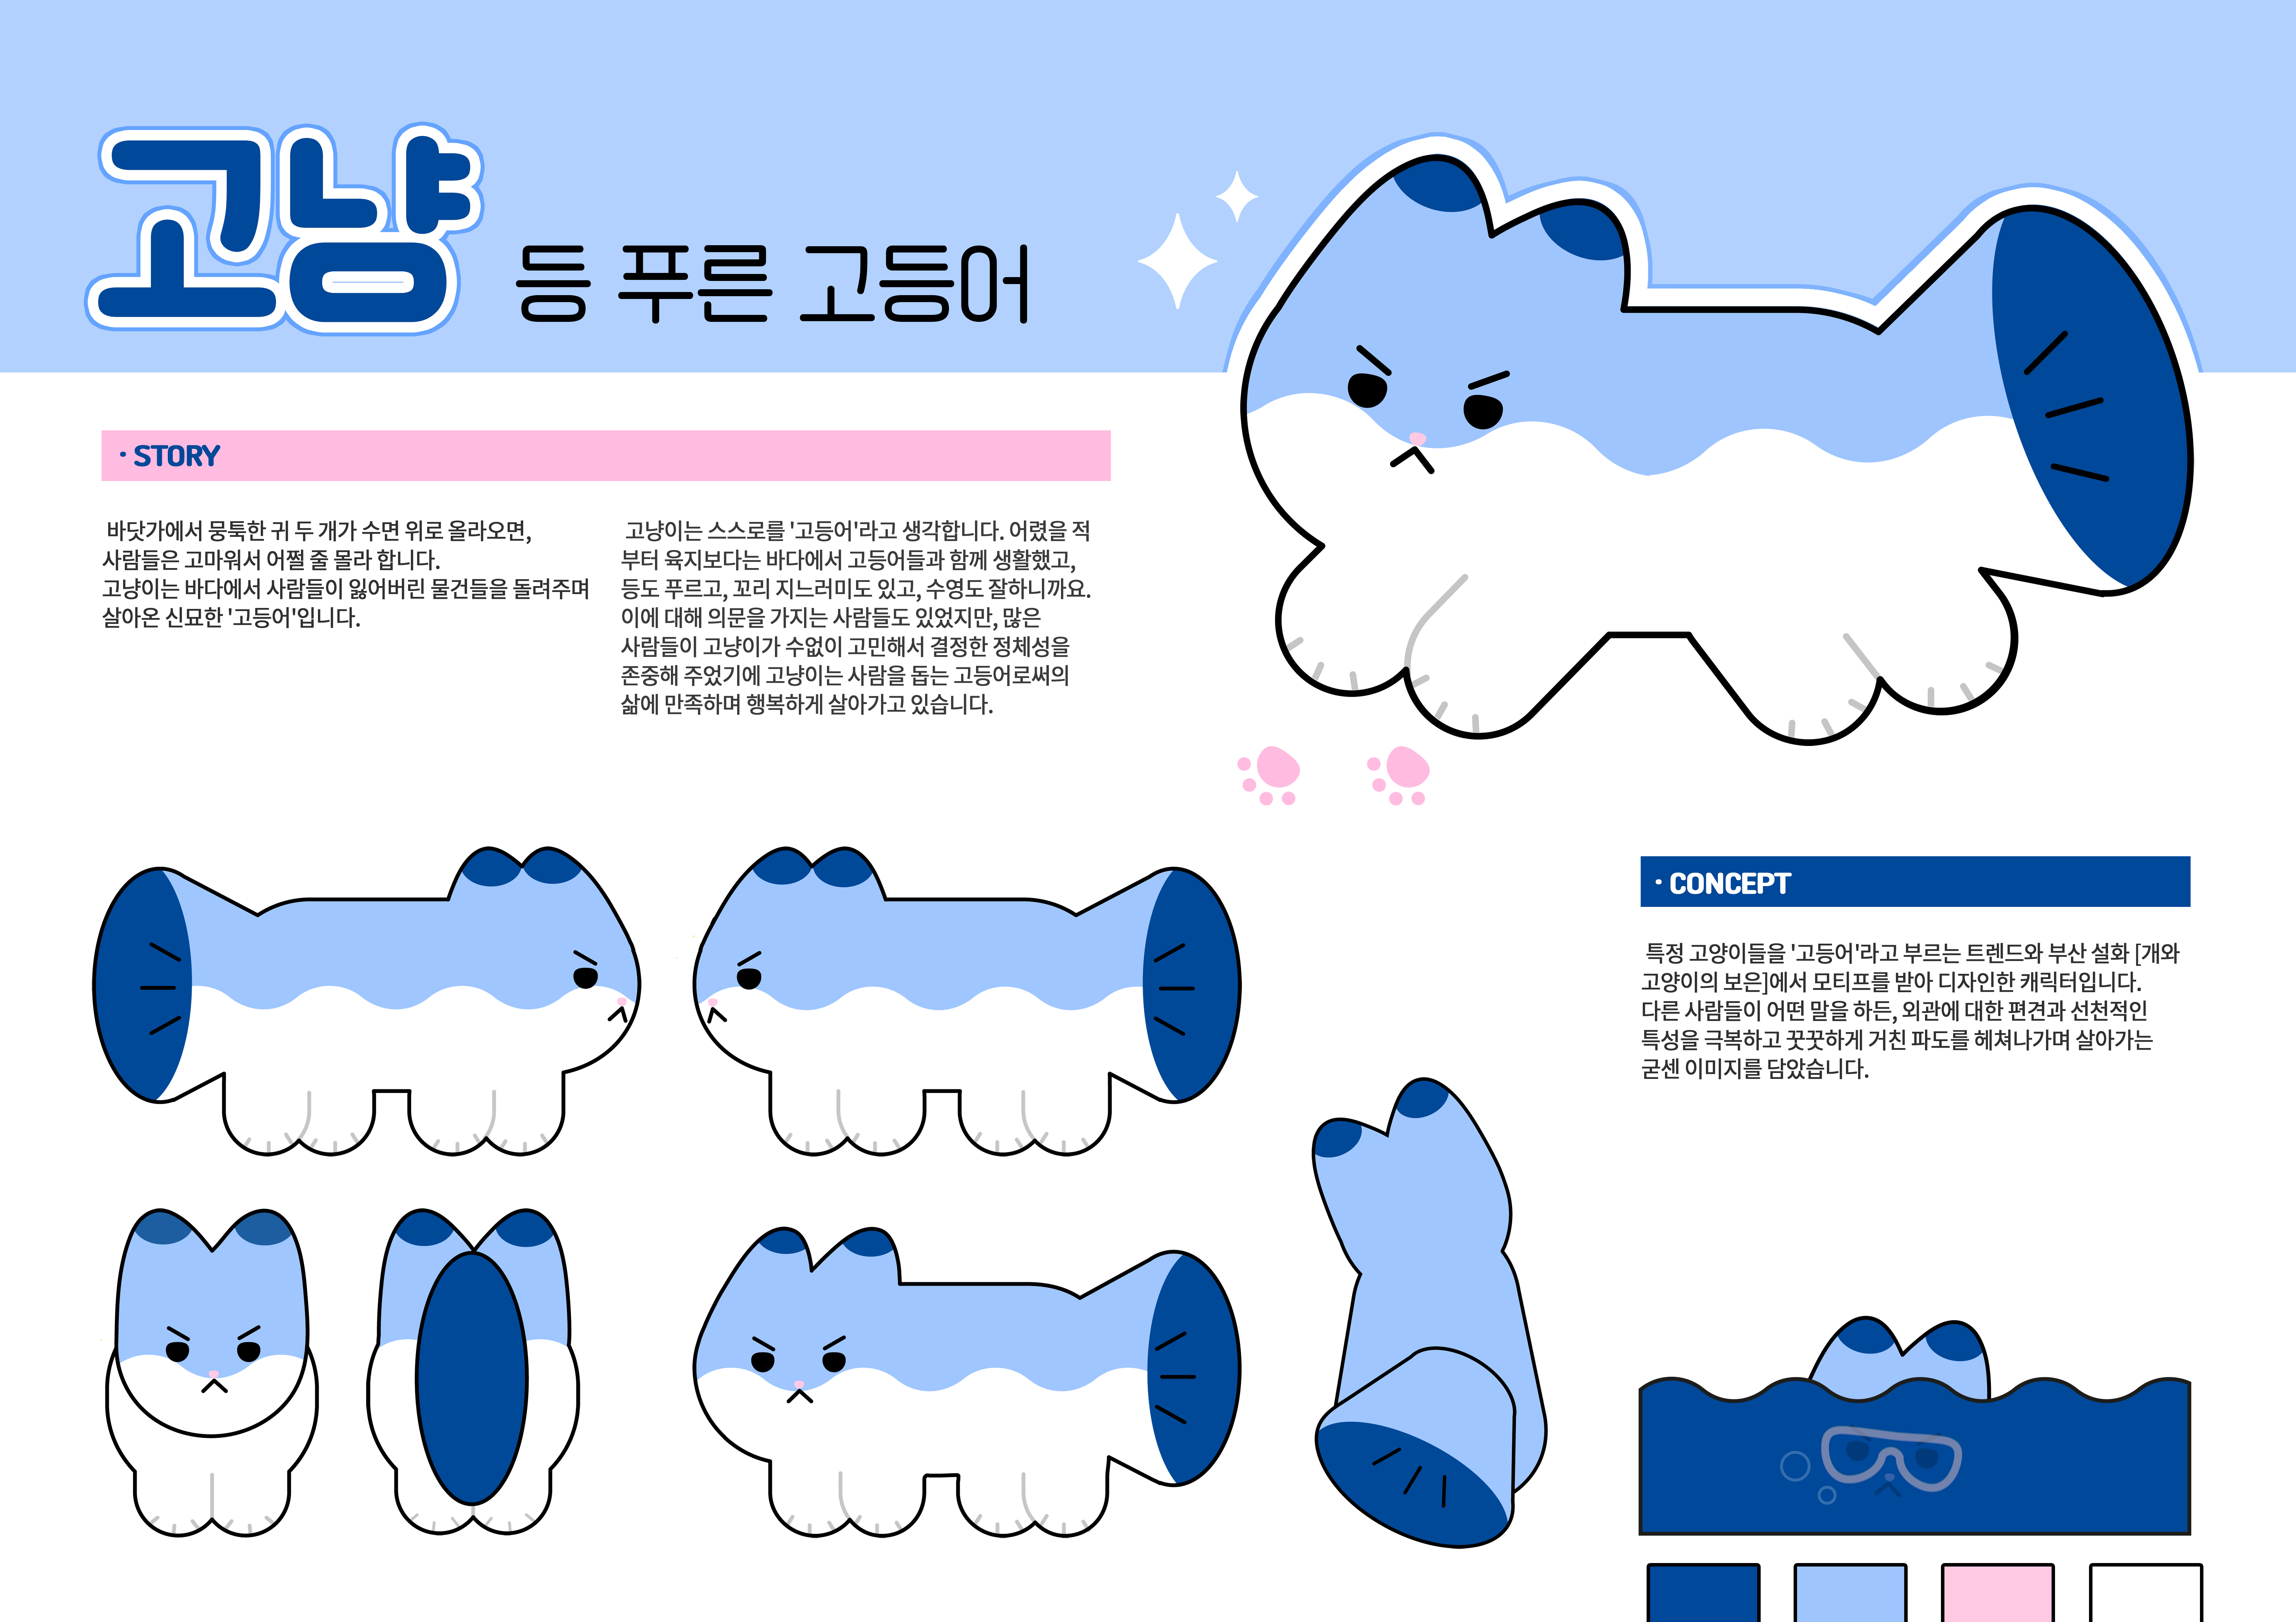 고냥 등 푸른 고등어
· STORY
바닷가에서 뭉툭한 귀 두 개가 수면 위로 올라오면,
사람들은 고마워서 어쩔 줄 몰라 합니다.
고냥이는 바다에서 사람들이 잃어버린 물건들을 돌려주며
살아온 신묘한 '고등어'입니다.
고냥이는 스스로를 '고등어'라고 생각합니다. 어렸을 적
부터 육지보다는 바다에서 고등어들과 함께 생활했고,
등도 푸르고, 꼬리 지느러미도 있고, 수영도 잘하니까요.
이에 대해 의문을 가지는 사람들도 있었지만, 많은
사람들이 고냥이가 수없이 고민해서 결정한 정체성을
존중해 주었기에 고냥이는 사람을 돕는 고등어로써의
삶에 만족하며 행복하게 살아가고 있습니다.
· CONCEPT
특정 고양이들을 '고등어'라고 부르는 트렌드와 부산 설화 [개와
고양이의 보은]에서 모티프를 받아 디자인한 캐릭터입니다.
다른 사람들이 어떤 말을 하든, 외관에 대한 편견과 선천적인
특성을 극복하고 꿋꿋하게 거친 파도를 헤쳐나가며 살아가는
굳센 이미지를 담았습니다.